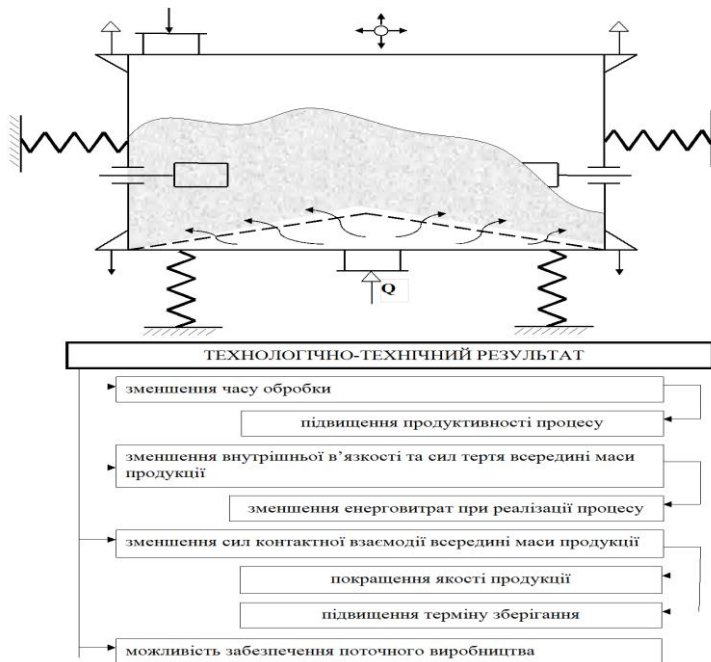 Q
ТЕХНОЛОГІЧНО-ТЕХНІЧНИЙ РЕЗУЛЬТАТ
зменшення часу обробки
підвищення продуктивності процесу
зменшення внутрішньої в’язкості та сил тертя всередині маси
продукції
зменшення енерговитрат при реалізації процесу
зменшення сил контактної взаємодії всередині маси продукції
покращення якості продукції
підвищення терміну зберігання
можливість забезпечення поточного виробництва